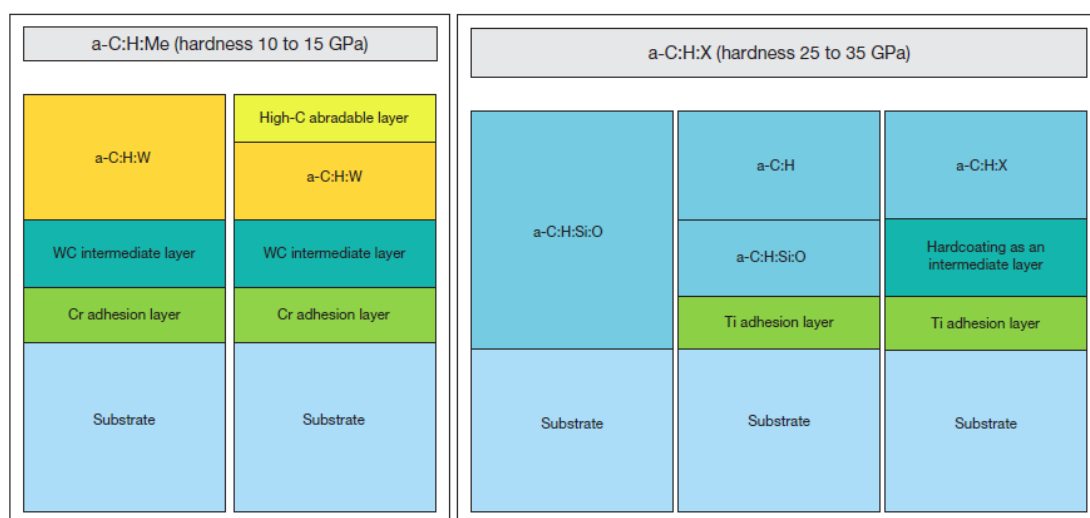 a-C:H:Me (hardness 10 to 15 GPa)
a-C:H:W
WC intermediate layer
Cr adhesion layer
Substrate
High-C abradable layer
a-C:H:W
WC intermediate layer
Cr adhesion layer
Substrate
a-C:H:X (hardness 25 to 35 GPa)
a-C:H:Si:O
Substrate
a-C:H
a-C:H:Si:O
Ti adhesion layer
Substrate
a-C:H:X
Hardcoating as an
intermediate layer
Ti adhesion layer
Substrate